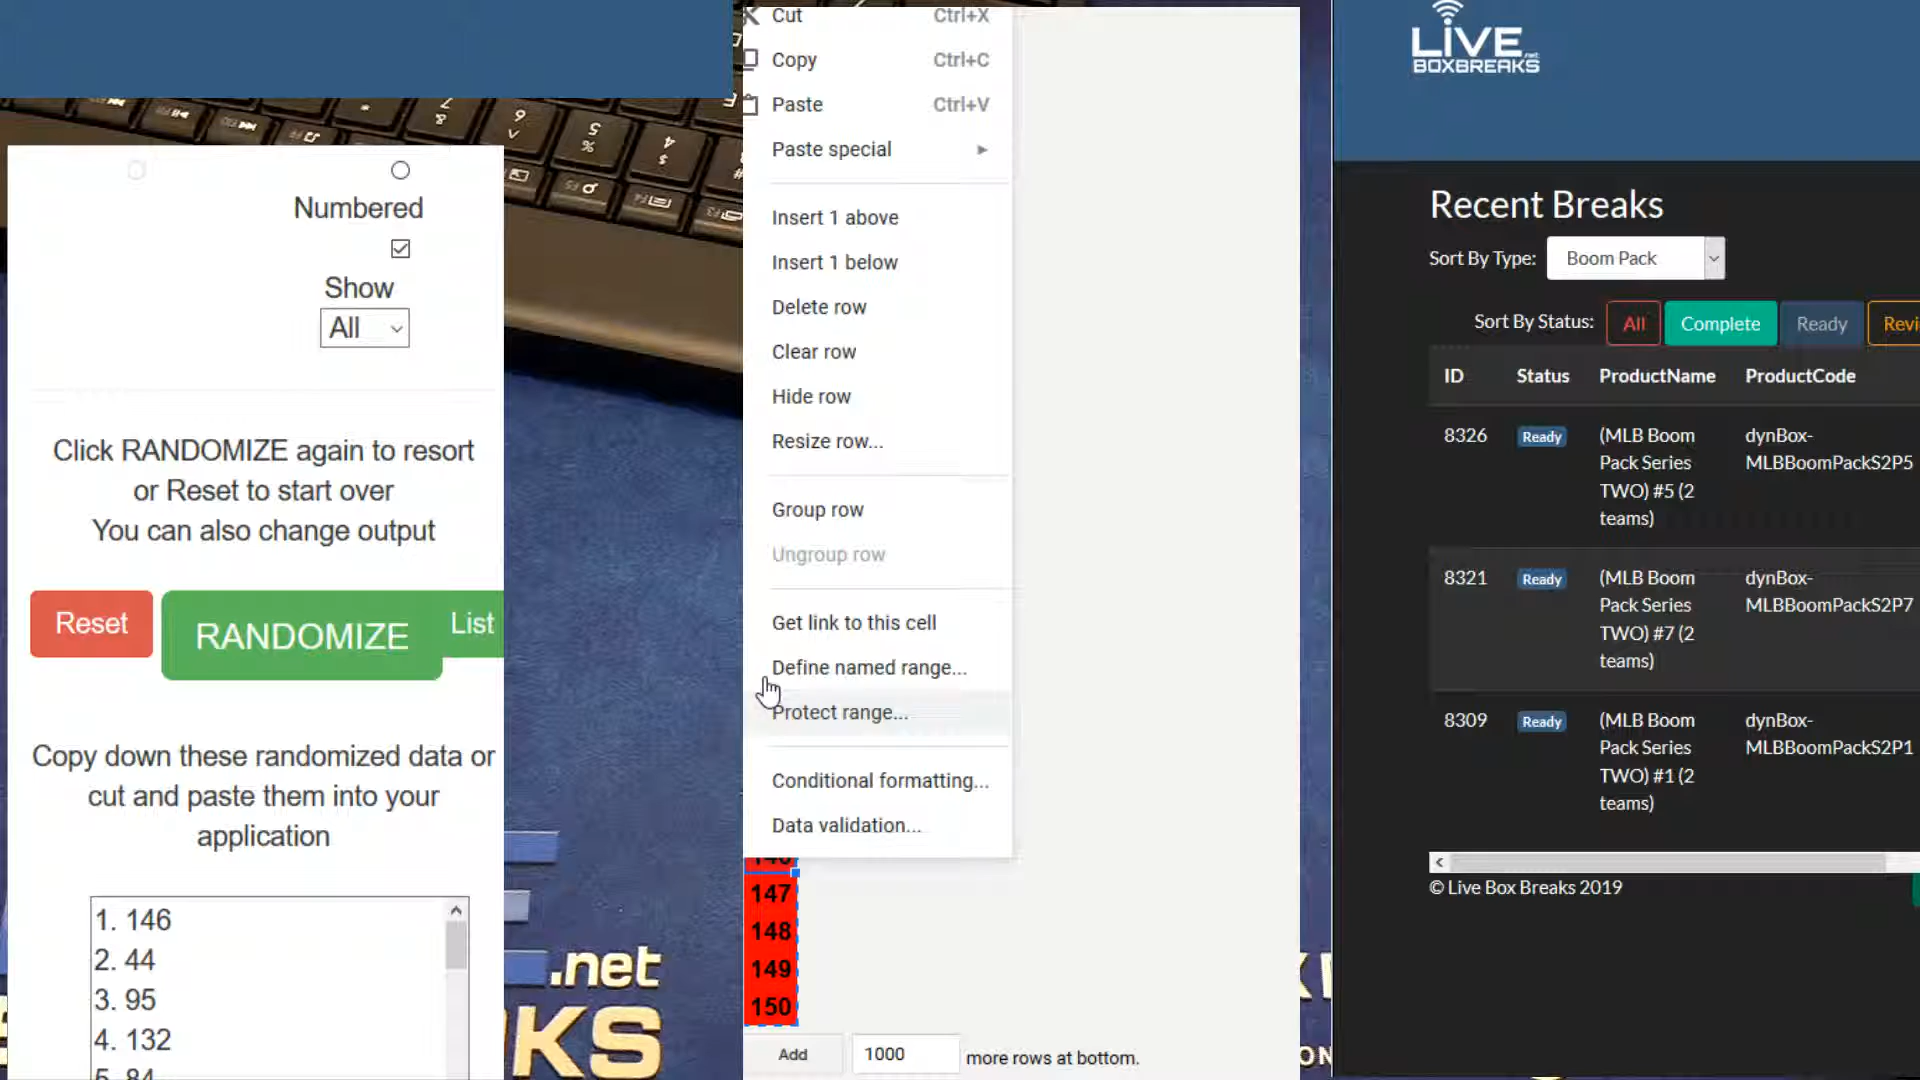 Numbered
Show
All
Click RANDOMIZE again to resort
or Reset to start over
You can also change output
Reset
RANDOMIZE
List
Copy down these randomized data or
cut and paste them into your
application
1. 146
2. 44
3. 95
4. 132
5. 84
.net
KS
Cut Ctrl+X
Copy Ctrl+C
Paste Ctrl+V
Paste special
Insert 1 above
Insert 1 below
Delete row
Clear row
Hide row
Resize row...
Group row
Ungroup row
Get link to this cell
Define named range...
Protect range...
Conditional formatting...
Data validation...
146
147
148
149
150
Add 1000 more rows at bottom.
LIVE.net
BOXBREAKS
Recent Breaks
Sort By Type: Boom Pack
Sort By Status: All Complete Ready Revi
ID Status ProductName ProductCode
8326 Ready (MLB Boom
Pack Series
TWO) #5 (2
teams)
dynBox-
MLBBoomPackS2P5
8321 Ready (MLB Boom
Pack Series
TWO) #7 (2
teams)
dynBox-
MLBBoomPackS2P7
8309 Ready (MLB Boom
Pack Series
TWO) #1 (2
teams)
dynBox-
MLBBoomPackS2P1
© Live Box Breaks 2019